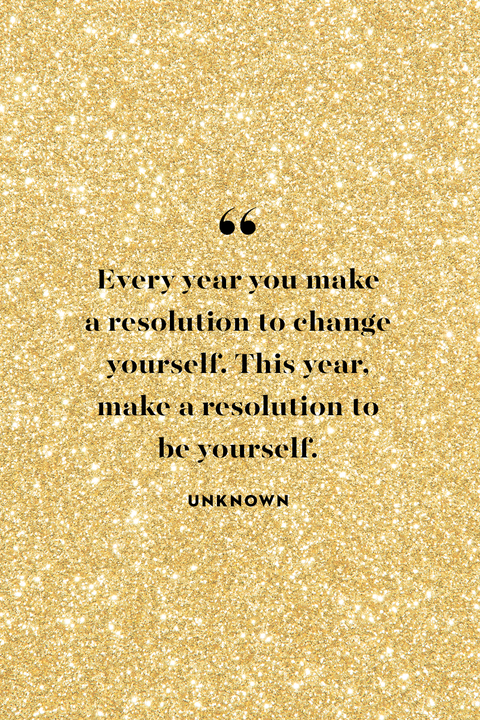 “
Every year you make
a resolution to change
yourself. This year,
make a resolution to
be yourself.
UNKNOWN